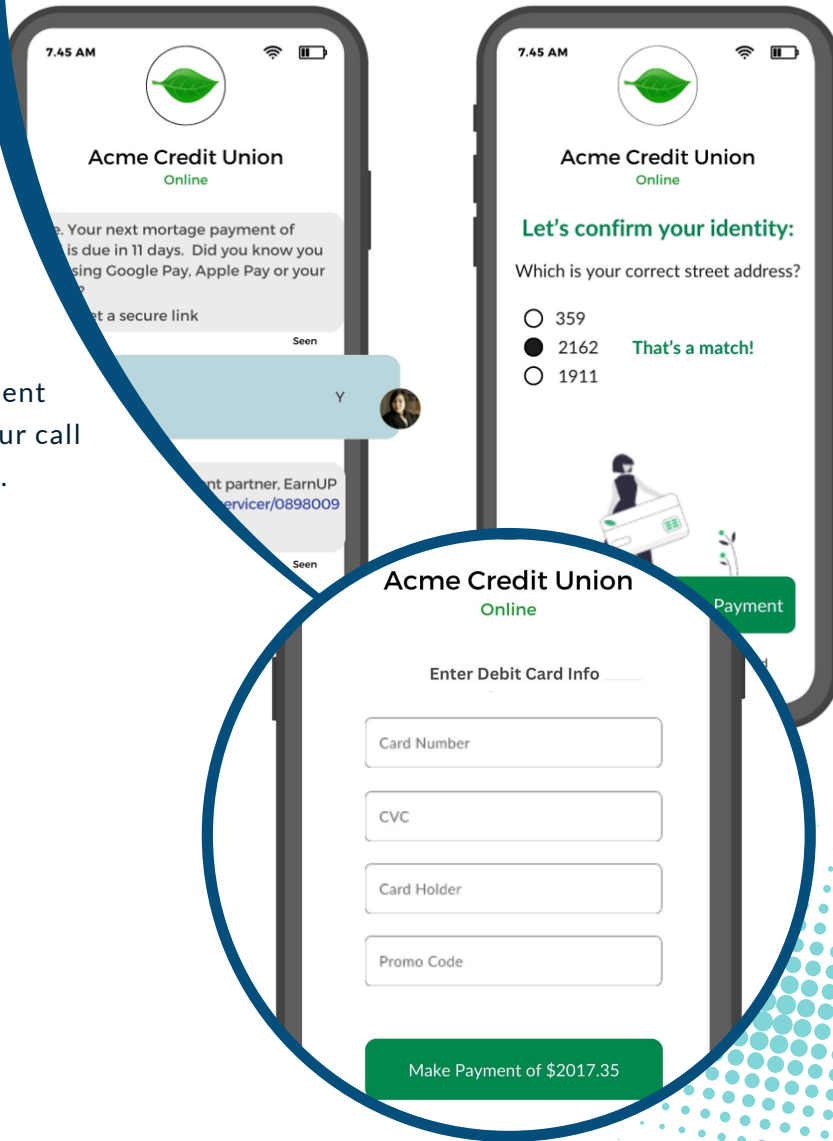 7.45 AM
Acme Credit Union
Online
e. Your next mortage payment of
is due in 11 days. Did you know you
sing Google Pay, Apple Pay or your
?
et a secure link
Seen
Y
ent
ur call
.
nt partner, EarnUP
ervicer/0898009
Seen
7.45 AM
Acme Credit Union
Online
Let's confirm your identity:
Which is your correct street address?
359
2162 That's a match!
1911
Payment
Acme Credit Union
Online
Enter Debit Card Info
Card Number
CVC
Card Holder
Promo Code
Make Payment of $2017.35